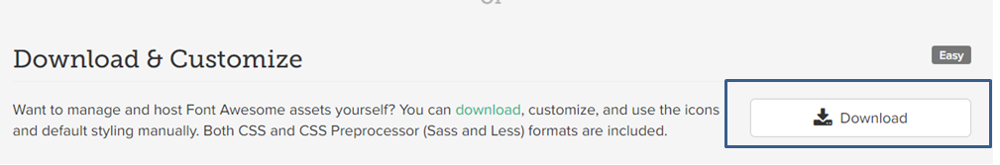 or
Download & Customize
Easy
Want to manage and host Font Awesome assets yourself? You can download, customize, and use the icons
and default styling manually. Both CSS and CSS Preprocessor (Sass and Less) formats are included.
Download